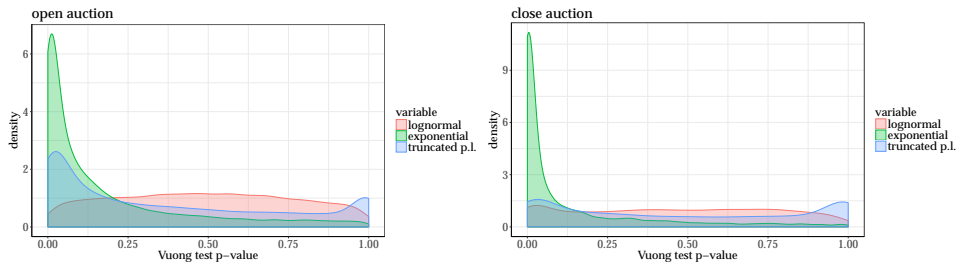 open auction
density
6
4
2
0
0.00 0.25 0.50 0.75 1.00
Vuong test p−value
variable
lognormal
exponential
truncated p.l.
close auction
density
9
6
3
0
0.00 0.25 0.50 0.75 1.00
Vuong test p−value
variable
lognormal
exponential
truncated p.l.